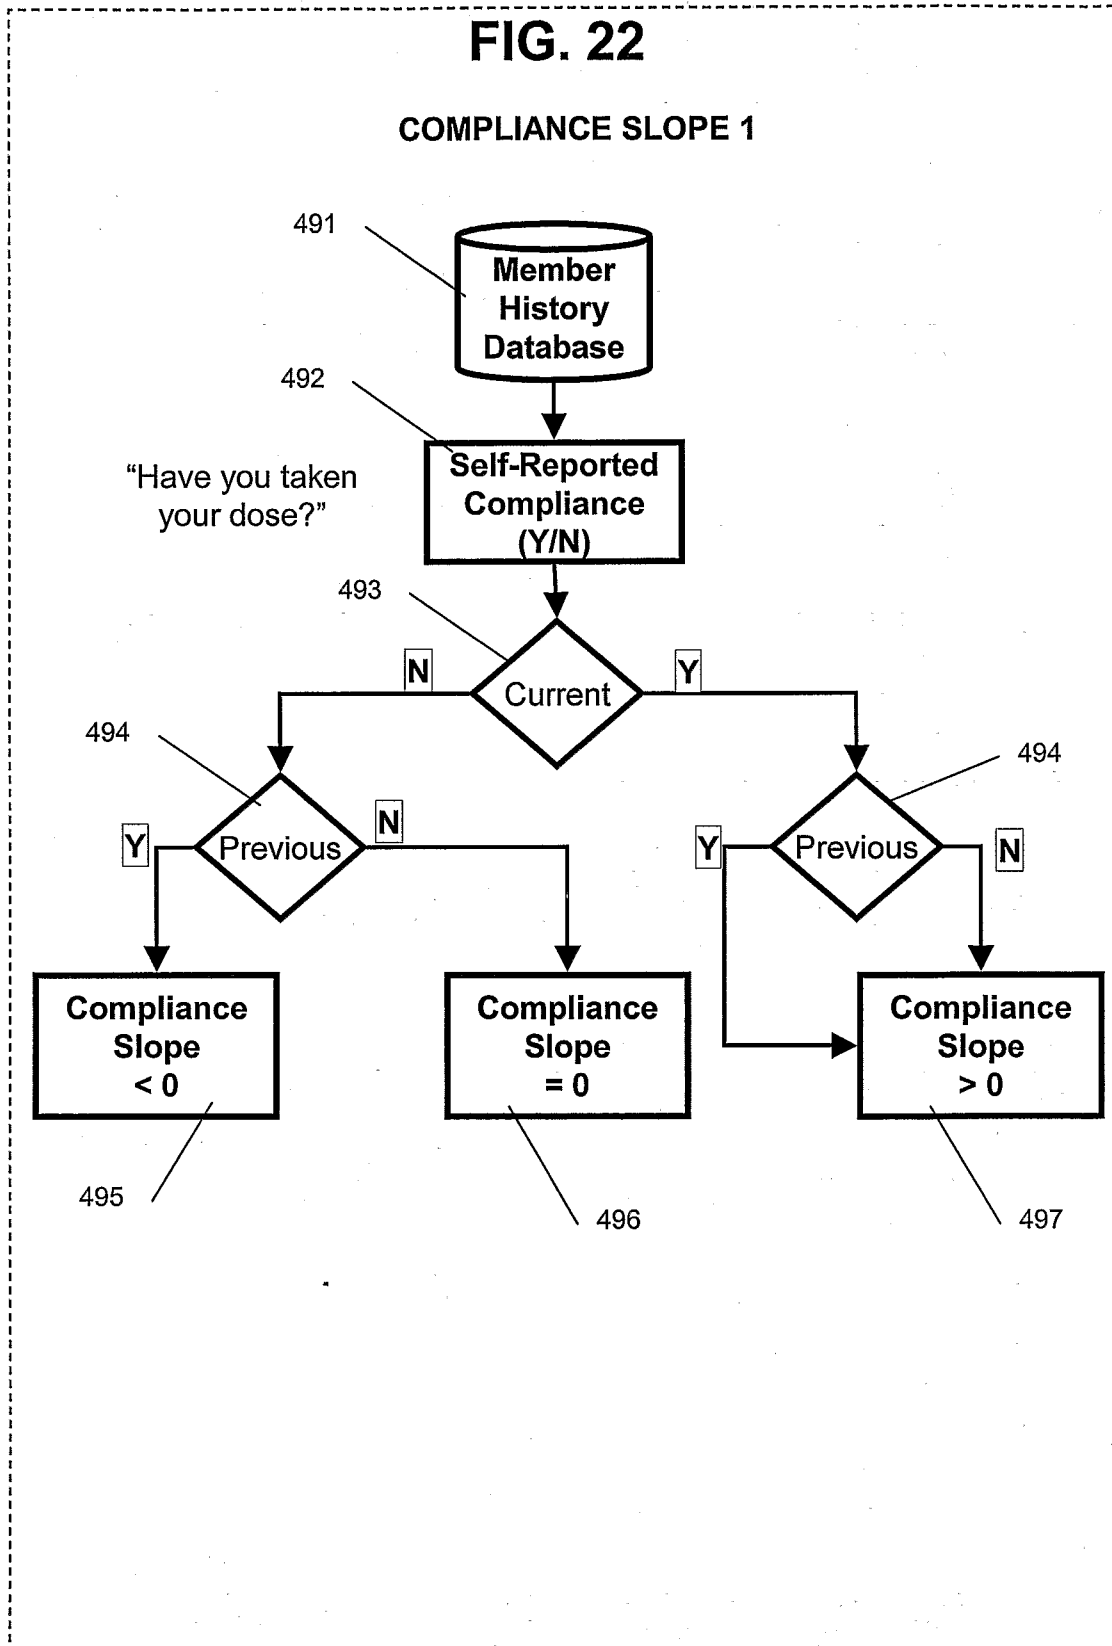 FIG. 22
COMPLIANCE SLOPE 1
491
Member
History
Database
492
“Have you taken
your dose?”
Self-Reported
Compliance
(Y/N)
493
N
Current
Y
494
494
Y
Previous
N
Y
Previous
N
Compliance
Slope
< 0
Compliance
Slope
= 0
Compliance
Slope
> 0
495
496
497